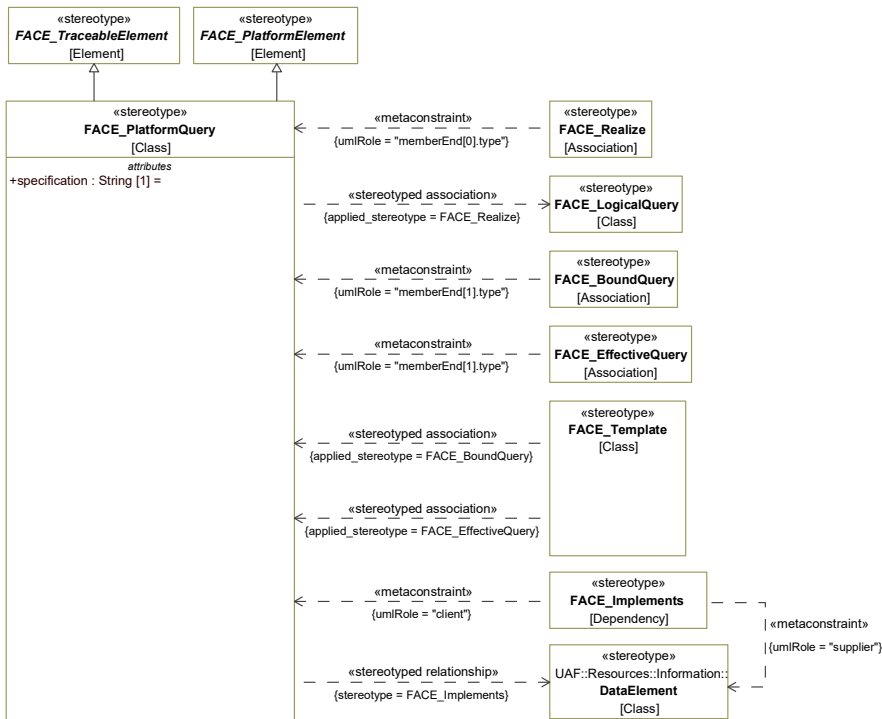 «stereotype»
FACE_TraceableElement
[Element]
«stereotype»
FACE_PlatformElement
[Element]
«stereotype»
FACE_PlatformQuery
[Class]
attributes
+specification : String [1] =
«metaconstraint»
{umlRole = "memberEnd[0].type"}
«stereotype»
FACE_Realize
[Association]
«stereotyped association»
{applied_stereotype = FACE_Realize}
«stereotype»
FACE_LogicalQuery
[Class]
«metaconstraint»
{umlRole = "memberEnd[1].type"}
«stereotype»
FACE_BoundQuery
[Association]
«metaconstraint»
{umlRole = "memberEnd[1].type"}
«stereotype»
FACE_EffectiveQuery
[Association]
«stereotyped association»
{applied_stereotype = FACE_BoundQuery}
«stereotype»
FACE_Template
[Class]
«stereotyped association»
{applied_stereotype = FACE_EffectiveQuery}
«metaconstraint»
{umlRole = "client"}
«stereotype»
FACE_Implements
[Dependency]
«metaconstraint»
{umlRole = "supplier"}
«stereotyped relationship»
{stereotype = FACE_Implements}
«stereotype»
UAF::Resources::Information::
DataElement
[Class]